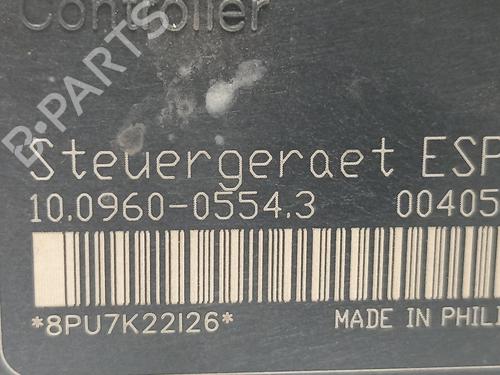 Controller
B-PARTS
Steuergeraet ESP
10.0960-0554.3 00405
*8PU7K22I26* MADE IN PHILI